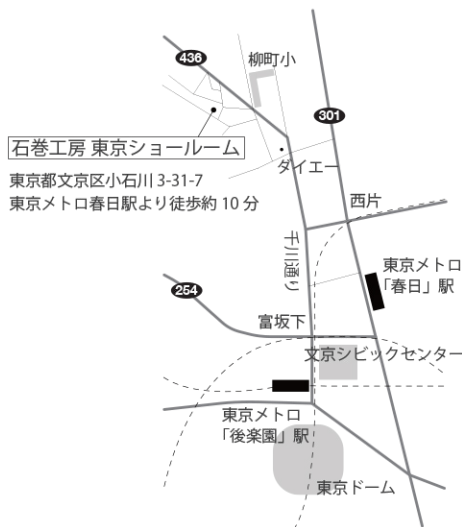 436
柳町小
301
石巻工房 東京ショールーム
ダイエー
東京都文京区小石川 3-31-7
東京メトロ春日駅より徒歩約 10 分
西片
千川通り
東京メトロ
「春日」駅
254
富坂下
文京シビックセンター
東京メトロ
「後楽園」駅
東京ドーム